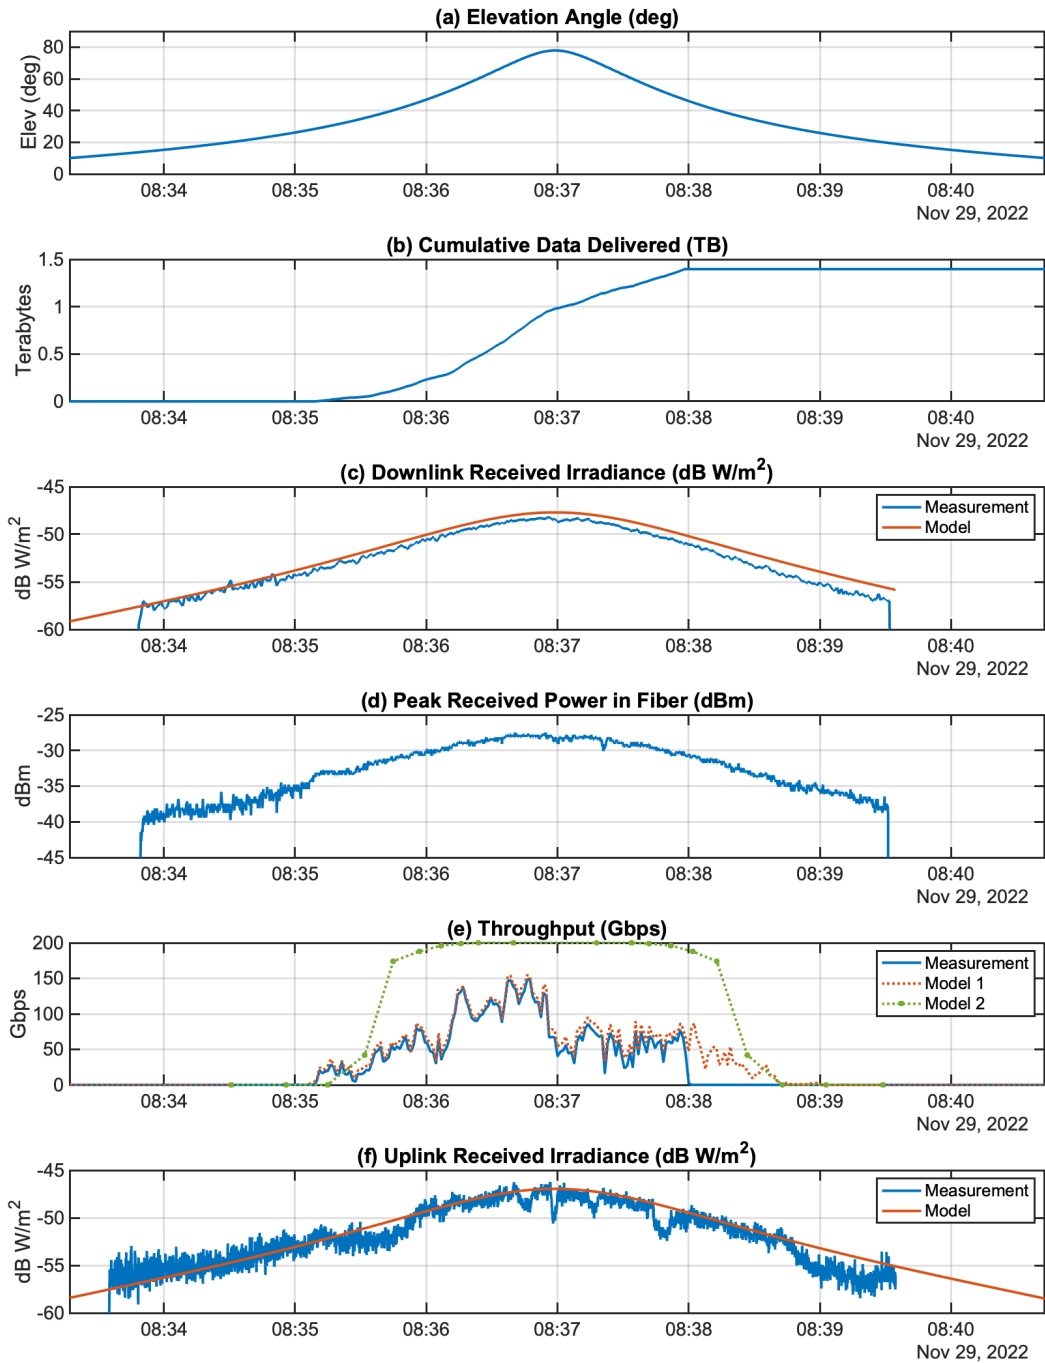 (a) Elevation Angle (deg)
Elev (deg)
80
60
40
20
0
08:34 08:35 08:36 08:37 08:38 08:39 08:40
Nov 29, 2022
(b) Cumulative Data Delivered (TB)
Terabytes
1.5
1
0.5
0
08:34 08:35 08:36 08:37 08:38 08:39 08:40
Nov 29, 2022
(c) Downlink Received Irradiance (dB W/m²)
dB W/m²
-45
-50
-55
-60
Measurement
Model
08:34 08:35 08:36 08:37 08:38 08:39 08:40
Nov 29, 2022
(d) Peak Received Power in Fiber (dBm)
dBm
-25
-30
-35
-40
-45
08:34 08:35 08:36 08:37 08:38 08:39 08:40
Nov 29, 2022
(e) Throughput (Gbps)
Gbps
200
150
100
50
0
Measurement
Model 1
Model 2
08:34 08:35 08:36 08:37 08:38 08:39 08:40
Nov 29, 2022
(f) Uplink Received Irradiance (dB W/m²)
dB W/m²
-45
-50
-55
-60
Measurement
Model
08:34 08:35 08:36 08:37 08:38 08:39 08:40
Nov 29, 2022